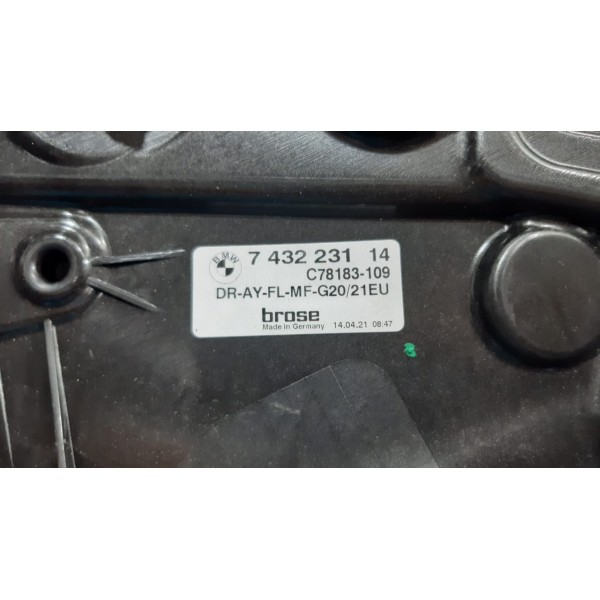 BMW 7 432 231 14
C78183-109
DR-AY-FL-MF-G20/21EU
brose
Made in Germany 14.04.21 08:47